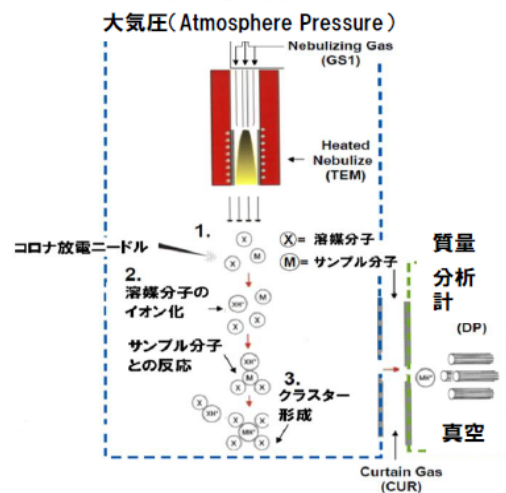 大気圧（Atmosphere Pressure）
Nebulizing Gas
(GS1)
Heated
Nebulize
(TEM)
1.
コロナ放電ニードル
X
M
X
X= 溶媒分子
M=サンプル分子
2.
溶媒分子の
イオン化
XH⁺
M
X
X
サンプル分子
との反応
XH⁺
M
X
X
3.
クラスター
形成
X
XH⁺
X
X
MH⁺
X
X
質量
分析
計
(DP)
MH⁺
真空
Curtain Gas
(CUR)